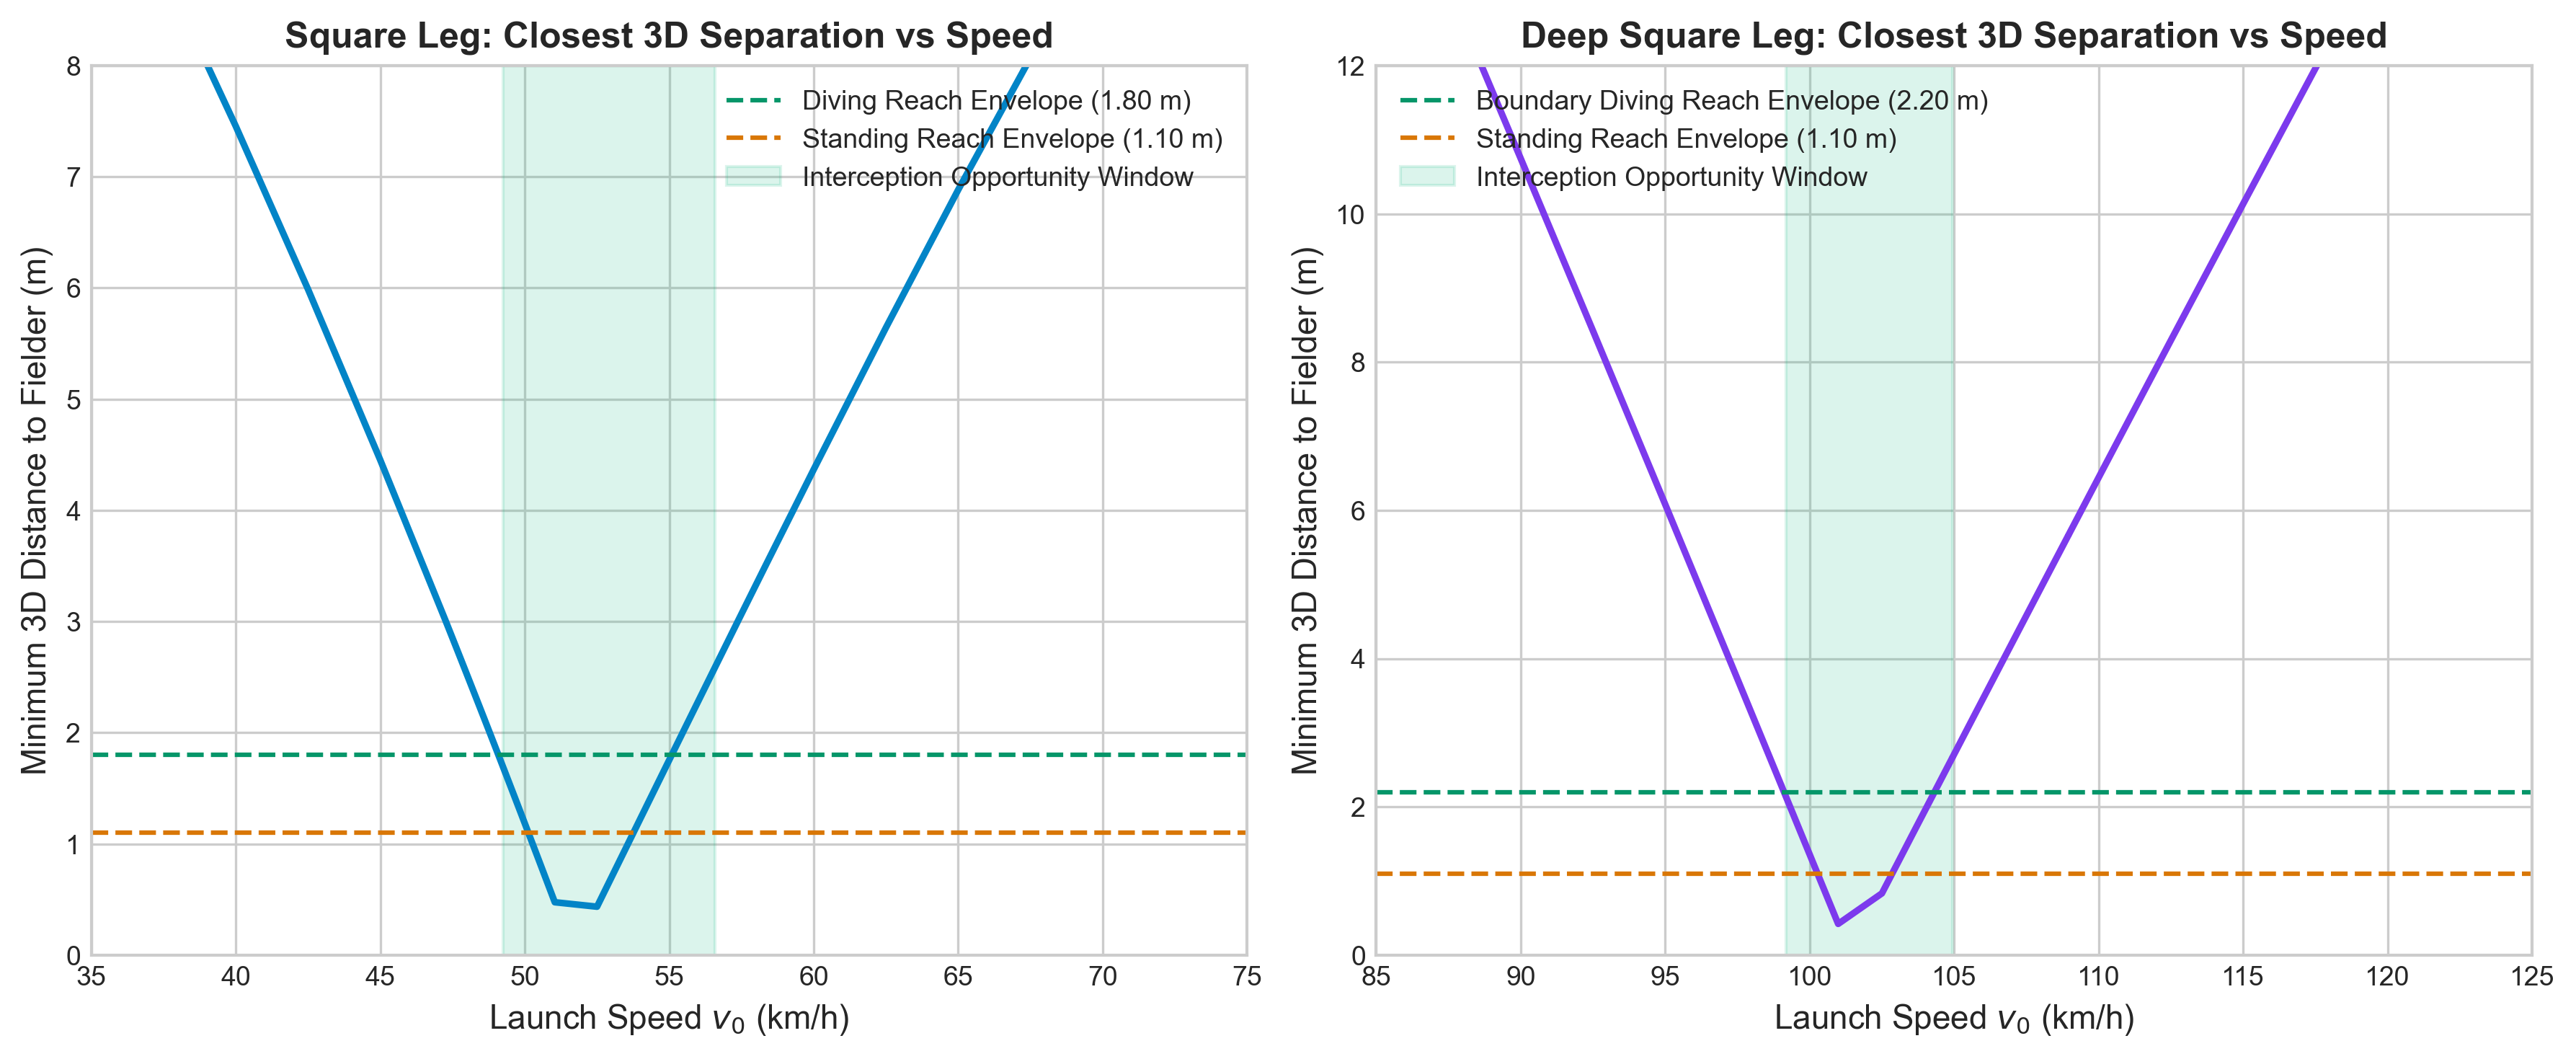 Square Leg: Closest 3D Separation vs Speed
Minimum 3D Distance to Fielder (m)
8
7
6
5
4
3
2
1
0
Diving Reach Envelope (1.80 m)
Standing Reach Envelope (1.10 m)
Interception Opportunity Window
35 40 45 50 55 60 65 70 75
Launch Speed v₀ (km/h)
Deep Square Leg: Closest 3D Separation vs Speed
Minimum 3D Distance to Fielder (m)
12
10
8
6
4
2
0
Boundary Diving Reach Envelope (2.20 m)
Standing Reach Envelope (1.10 m)
Interception Opportunity Window
85 90 95 100 105 110 115 120 125
Launch Speed v₀ (km/h)